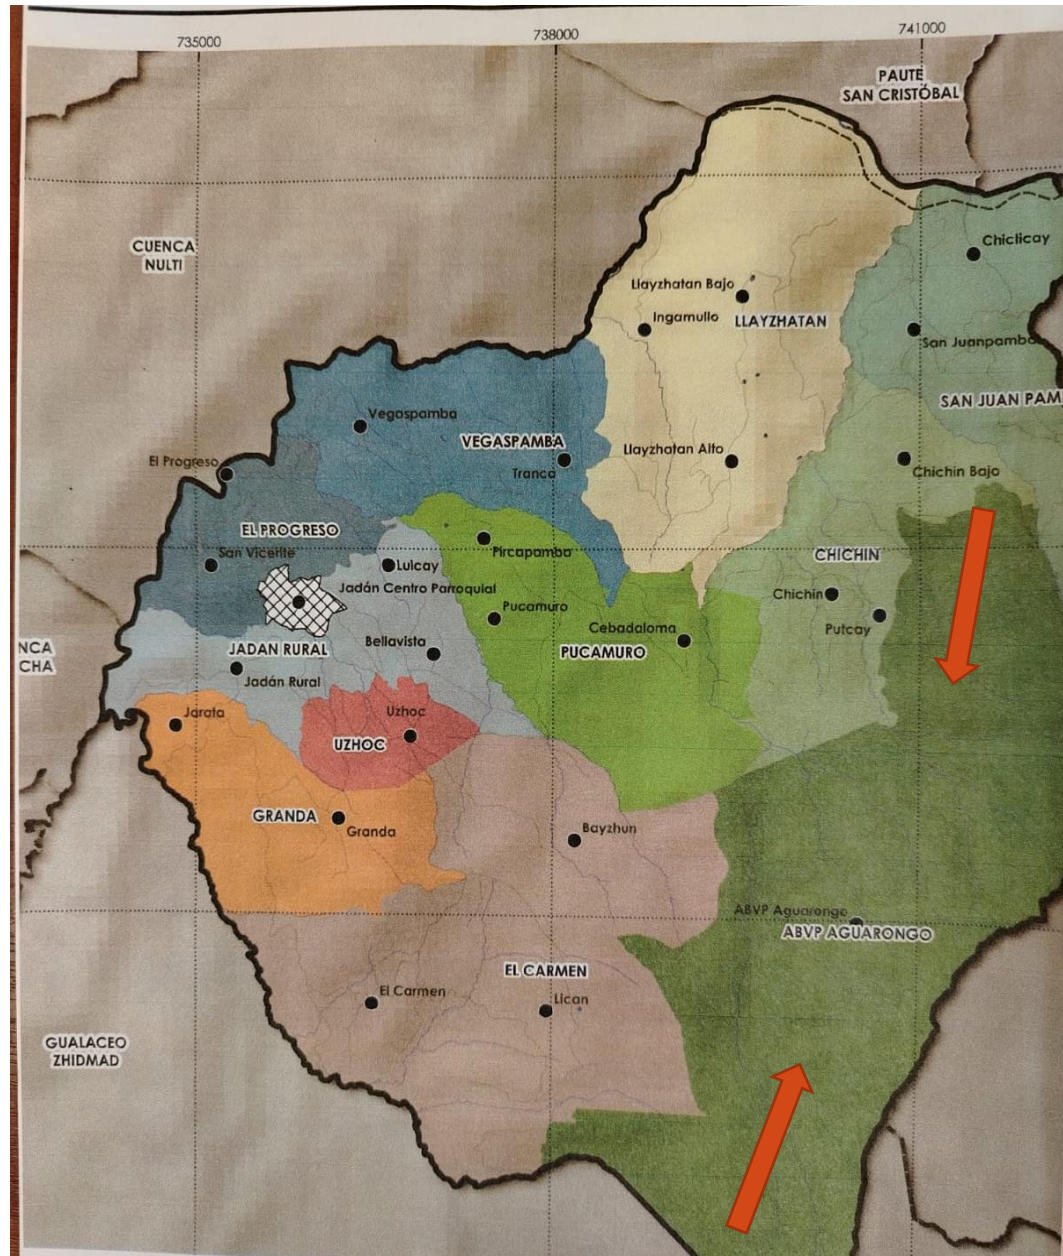 735000
738000
741000
PAUTE
SAN CRISTÓBAL
CUENCA
NULTI
Chiclicay
Llayzhatan Bajo
Ingamullo
LLAYZHATAN
San Juanpamba
SAN JUAN PAM
Vegaspamba
VEGASPAMBA
Tranca
Llayzhatan Alto
El Progreso
Chichin Bajo
EL PROGRESO
San Vicente
Pircapamba
CHICHIN
Lulcay
Jadán Centro Parroquial
Chichin
Pucamuro
Putcay
Cebadaloma
NCA
CHA
JADAN RURAL
Bellavista
PUCAMURO
Jadán Rural
Jarata
Uzhoc
UZHOC
GRANDA
Granda
Bayzhun
ABVP Aguarongo
ABVP AGUARONGO
EL CARMEN
El Carmen
Lican
GUALACEO
ZHIDMAD